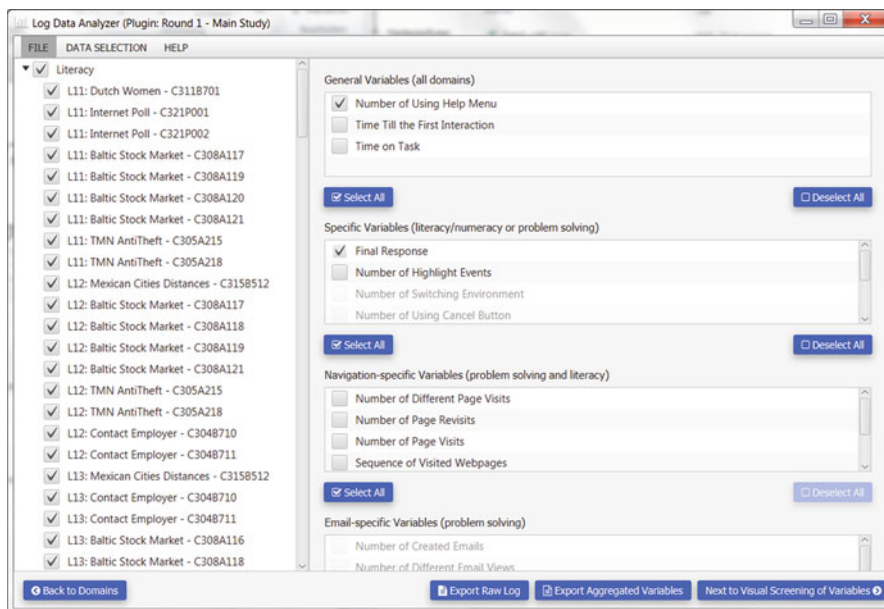 Log Data Analyzer (Plugin: Round 1 - Main Study)
FILE DATA SELECTION HELP
Literacy
L11: Dutch Women - C311B701
L11: Internet Poll - C321P001
L11: Internet Poll - C321P002
L11: Baltic Stock Market - C308A117
L11: Baltic Stock Market - C308A119
L11: Baltic Stock Market - C308A120
L11: Baltic Stock Market - C308A121
L11: TMN AntiTheft - C305A215
L11: TMN AntiTheft - C305A218
L12: Mexican Cities Distances - C315B512
L12: Baltic Stock Market - C308A117
L12: Baltic Stock Market - C308A118
L12: Baltic Stock Market - C308A119
L12: Baltic Stock Market - C308A121
L12: TMN AntiTheft - C305A215
L12: TMN AntiTheft - C305A218
L12: Contact Employer - C304B710
L12: Contact Employer - C304B711
L13: Mexican Cities Distances - C315B512
L13: Contact Employer - C304B710
L13: Contact Employer - C304B711
L13: Baltic Stock Market - C308A116
L13: Baltic Stock Market - C308A118
General Variables (all domains)
Number of Using Help Menu
Time Till the First Interaction
Time on Task
Select All Deselect All
Specific Variables (literacy/numeracy or problem solving)
Final Response
Number of Highlight Events
Number of Switching Environment
Number of Using Cancel Button
Select All Deselect All
Navigation-specific Variables (problem solving and literacy)
Number of Different Page Visits
Number of Page Revisits
Number of Page Visits
Sequence of Visited Webpages
Select All Deselect All
Email-specific Variables (problem solving)
Number of Created Emails
Number of Different Email Views
Back to Domains Export Raw Log Export Aggregated Variables Next to Visual Screening of Variables